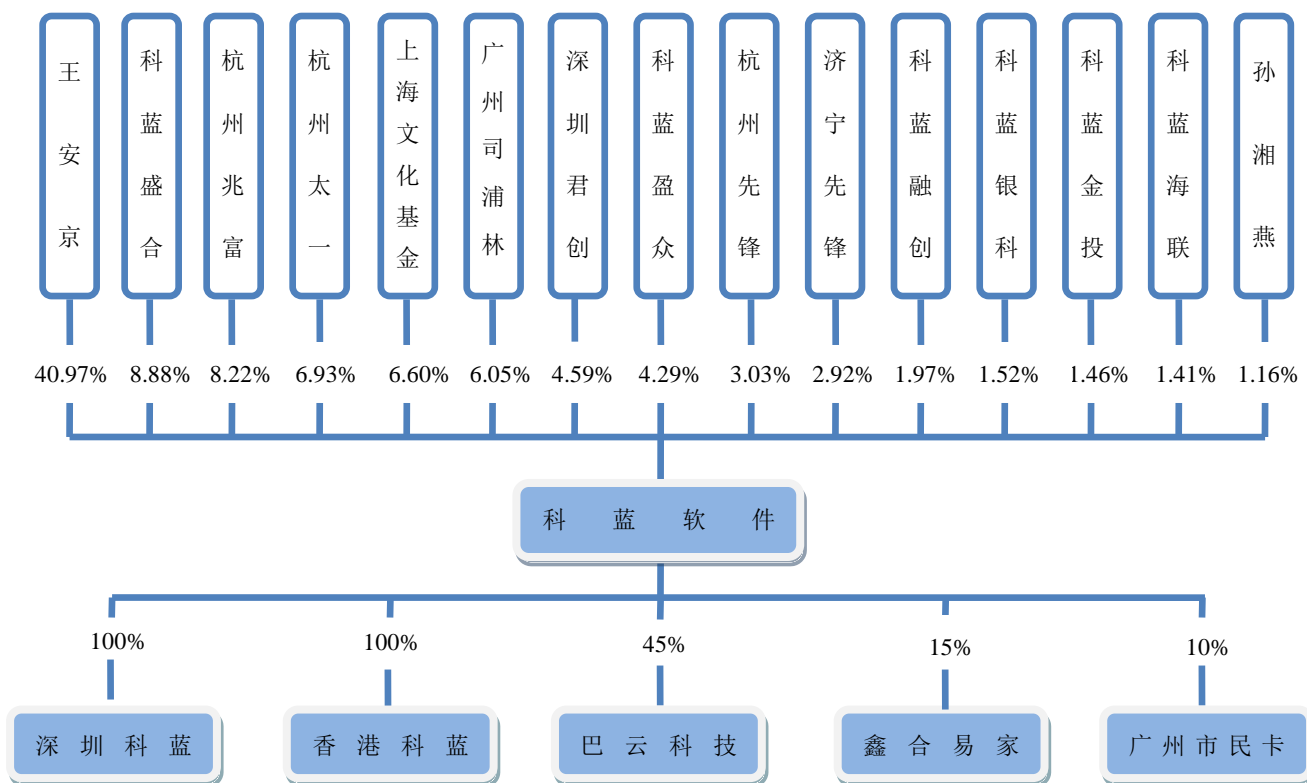 王安京
科蓝盛合
杭州兆富
杭州太一
上海文化基金
广州司浦林
深圳君创
科蓝盈众
杭州先锋
济宁先锋
科蓝融创
科蓝银科
科蓝金投
科蓝海联
孙湘燕
40.97% 8.88% 8.22% 6.93% 6.60% 6.05% 4.59% 4.29% 3.03% 2.92% 1.97% 1.52% 1.46% 1.41% 1.16%
科蓝软件
100% 100% 45% 15% 10%
深圳科蓝 香港科蓝 巴云科技 鑫合易家 广州市民卡